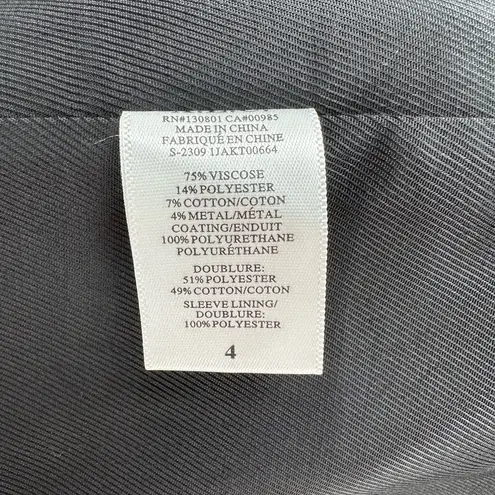 RN#130801 CA#00985
MADE IN CHINA
FABRIQUÉ EN CHINE
S-2309 1JAKT00664
75% VISCOSE
14% POLYESTER
7% COTTON/COTON
4% METAL/MÉTAL
COATING/ENDUIT
100% POLYURETHANE
POLYURÉTHANE
DOUBLURE:
51% POLYESTER
49% COTTON/COTON
SLEEVE LINING/
DOUBLURE:
100% POLYESTER
4